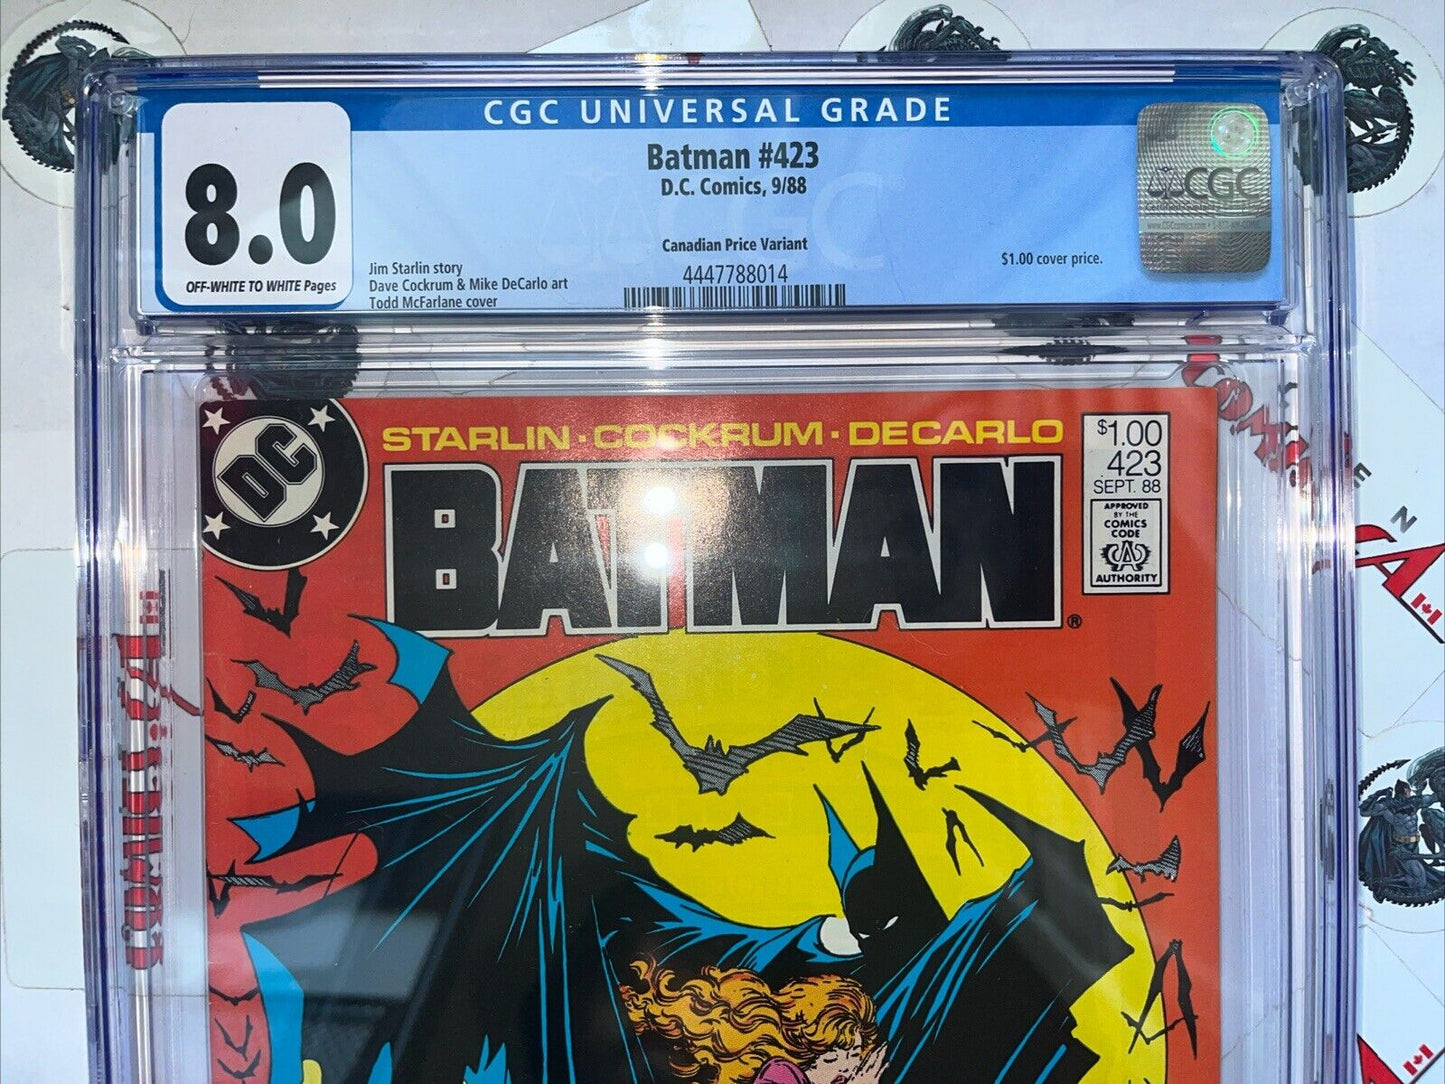 CGC UNIVERSAL GRADE
8.0
OFF-WHITE TO WHITE Pages
Batman #423
D.C. Comics, 9/88
Canadian Price Variant
4447788014
Jim Starlin story
Dave Cockrum & Mike DeCarlo art
Todd McFarlane cover
$1.00 cover price.
CGC
DC
STARLIN · COCKRUM · DECARLO
BATMAN
®
$1.00
423
SEPT. 88
APPROVED
BY THE
COMICS
CODE
AUTHORITY